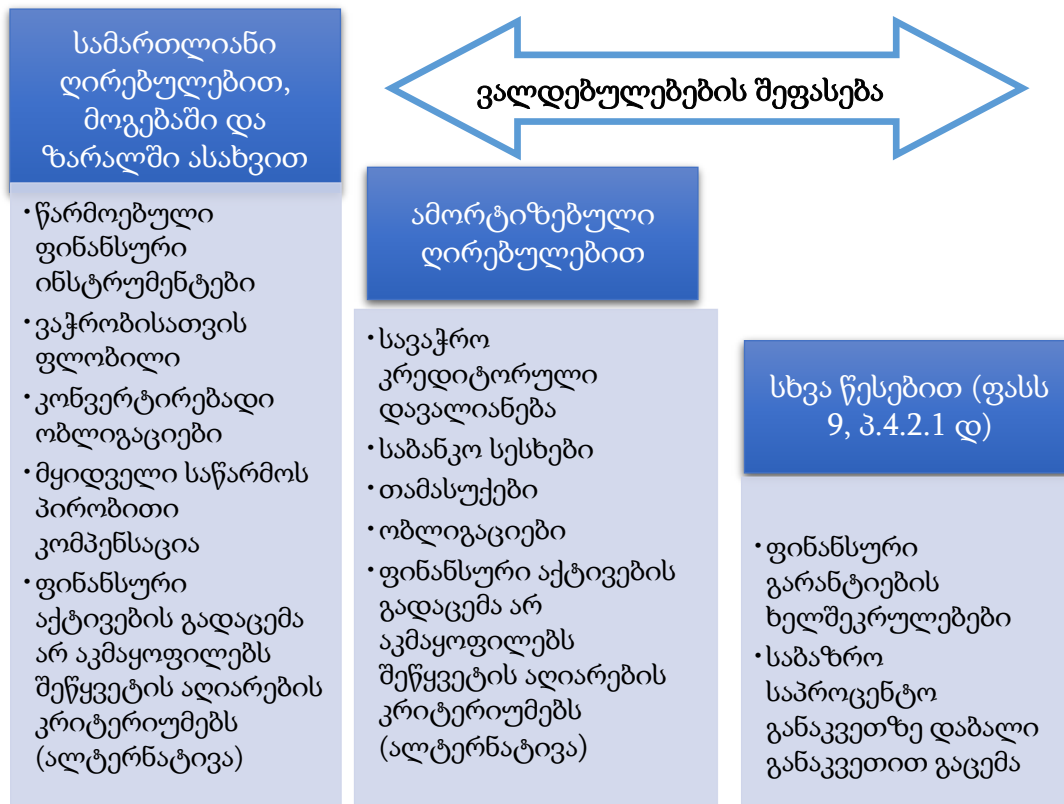 სამართლიანი
ღირებულებით,
მოგებაში და
ზარალში ასახვით
· წარმოებული
ფინანსური
ინსტრუმენტები
· ვაჭრობისათვის
ფლობილი
· კონვერტირებადი
ობლიგაციები
· მყიდველი საწარმოს
პირობითი
კომპენსაცია
· ფინანსური
აქტივების გადაცემა
არ აკმაყოფილებს
შეწყვეტის აღიარების
კრიტერიუმებს
(ალტერნატივა)
ვალდებულებების შეფასება
ამორტიზებული
ღირებულებით
· სავაჭრო
კრედიტორული
დავალიანება
· საბანკო სესხები
· თამასუქები
· ობლიგაციები
· ფინანსური აქტივების
გადაცემა არ
აკმაყოფილებს
შეწყვეტის აღიარების
კრიტერიუმებს
(ალტერნატივა)
სხვა წესებით (ფასს
9, პ.4.2.1 დ)
· ფინანსური
გარანტიების
ხელშეკრულებები
· საბაზრო
საპროცენტო
განაკვეთზე დაბალი
განაკვეთით გაცემა